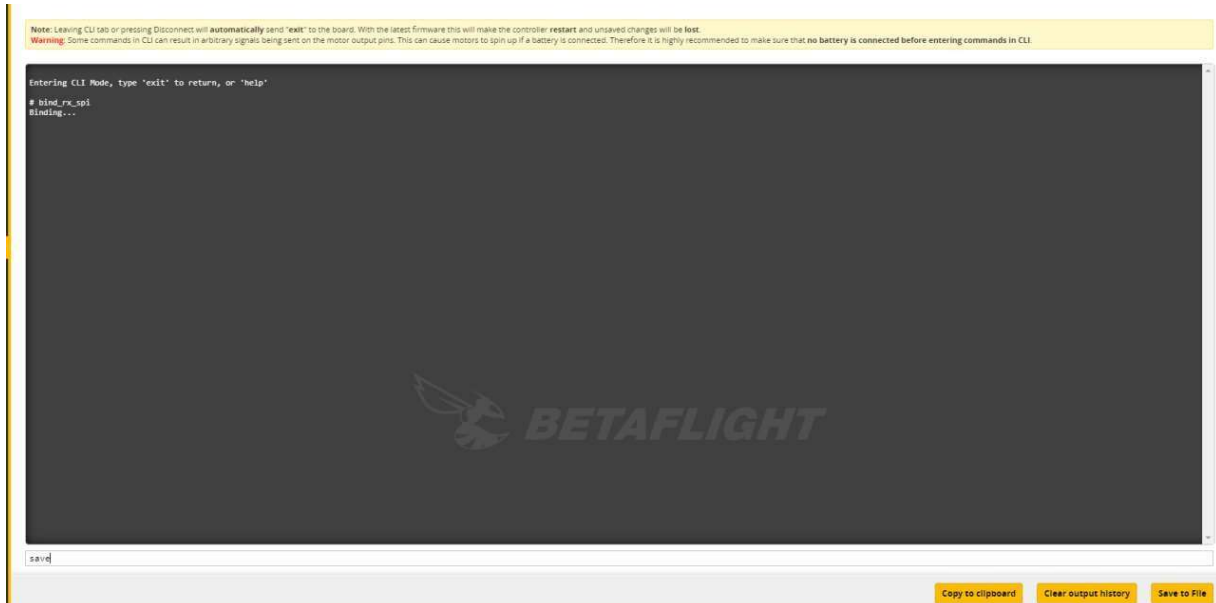 Note: Leaving CLI tab or pressing Disconnect will automatically send "exit" to the board. With the latest firmware this will make the controller restart and unsaved changes will be lost.
Warning: Some commands in CLI can result in arbitrary signals being sent on the motor output pins. This can cause motors to spin up if a battery is connected. Therefore it is highly recommended to make sure that no battery is connected before entering commands in CLI.
Entering CLI Mode, type 'exit' to return, or 'help'
# bind_rx_spi
Binding...
BETAFLIGHT
save
Copy to clipboard Clear output history Save to File